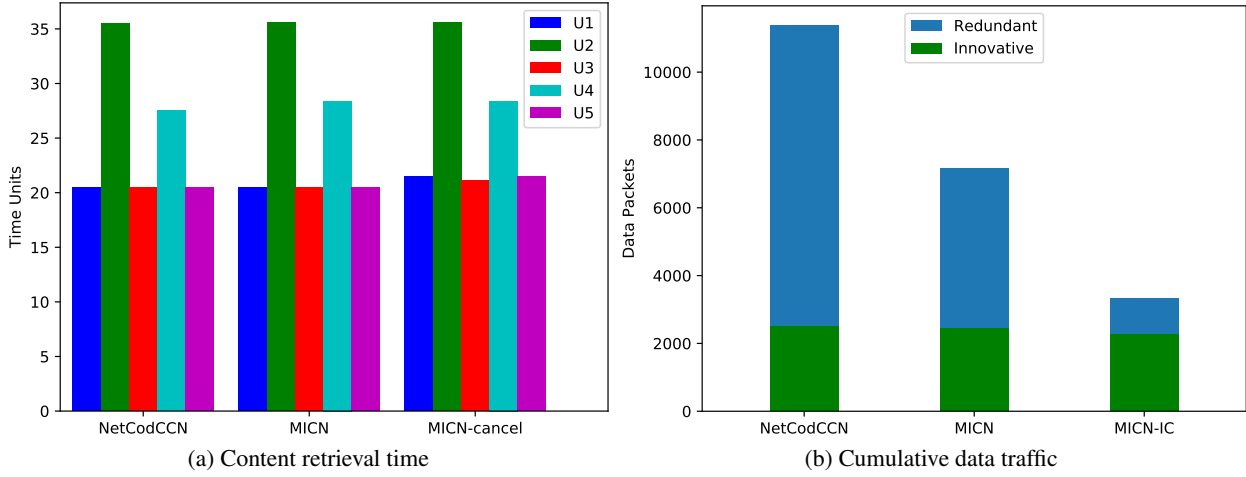 35
30
25
20
15
10
5
0
Time Units
U1
U2
U3
U4
U5
NetCodCCN
MICN
MICN-cancel
(a) Content retrieval time
10000
8000
6000
4000
2000
0
Data Packets
Redundant
Innovative
NetCodCCN
MICN
MICN-IC
(b) Cumulative data traffic